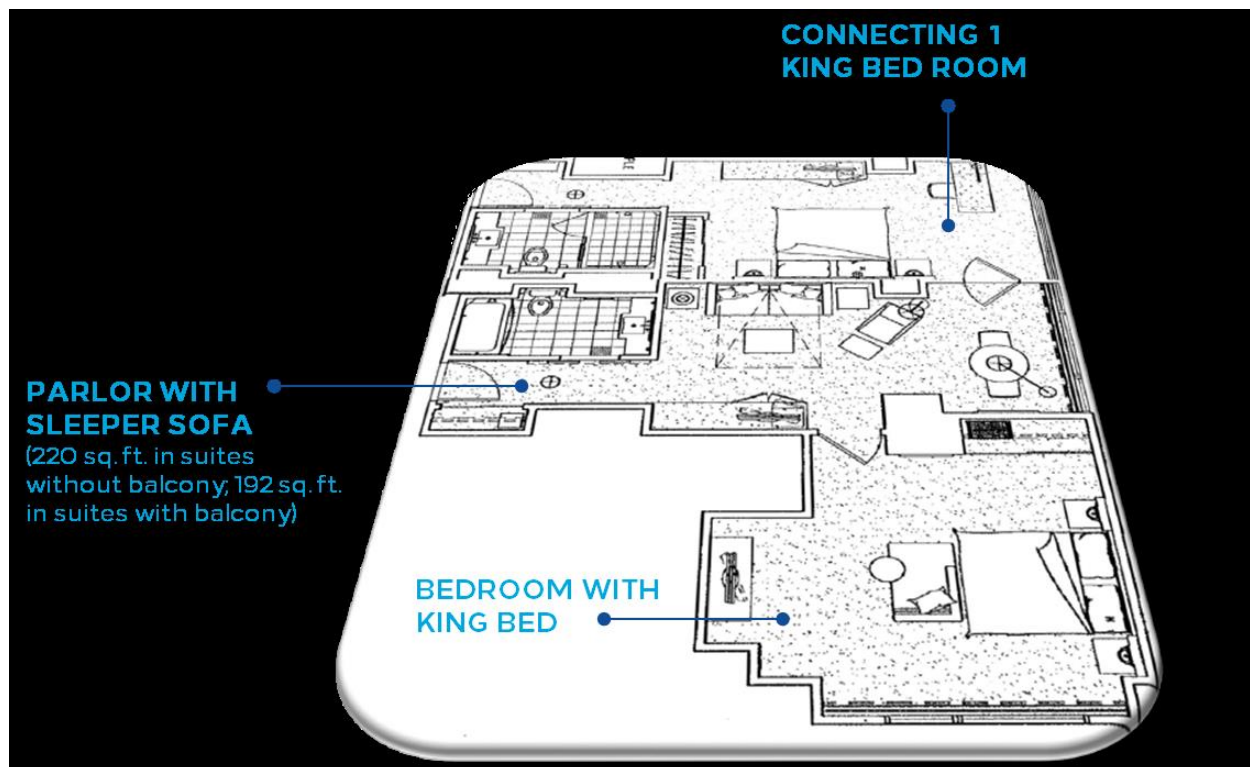 CONNECTING 1
KING BED ROOM
PARLOR WITH
SLEEPER SOFA
(220 sq.ft. in suites
without balcony; 192 sq.ft.
in suites with balcony)
BEDROOM WITH
KING BED